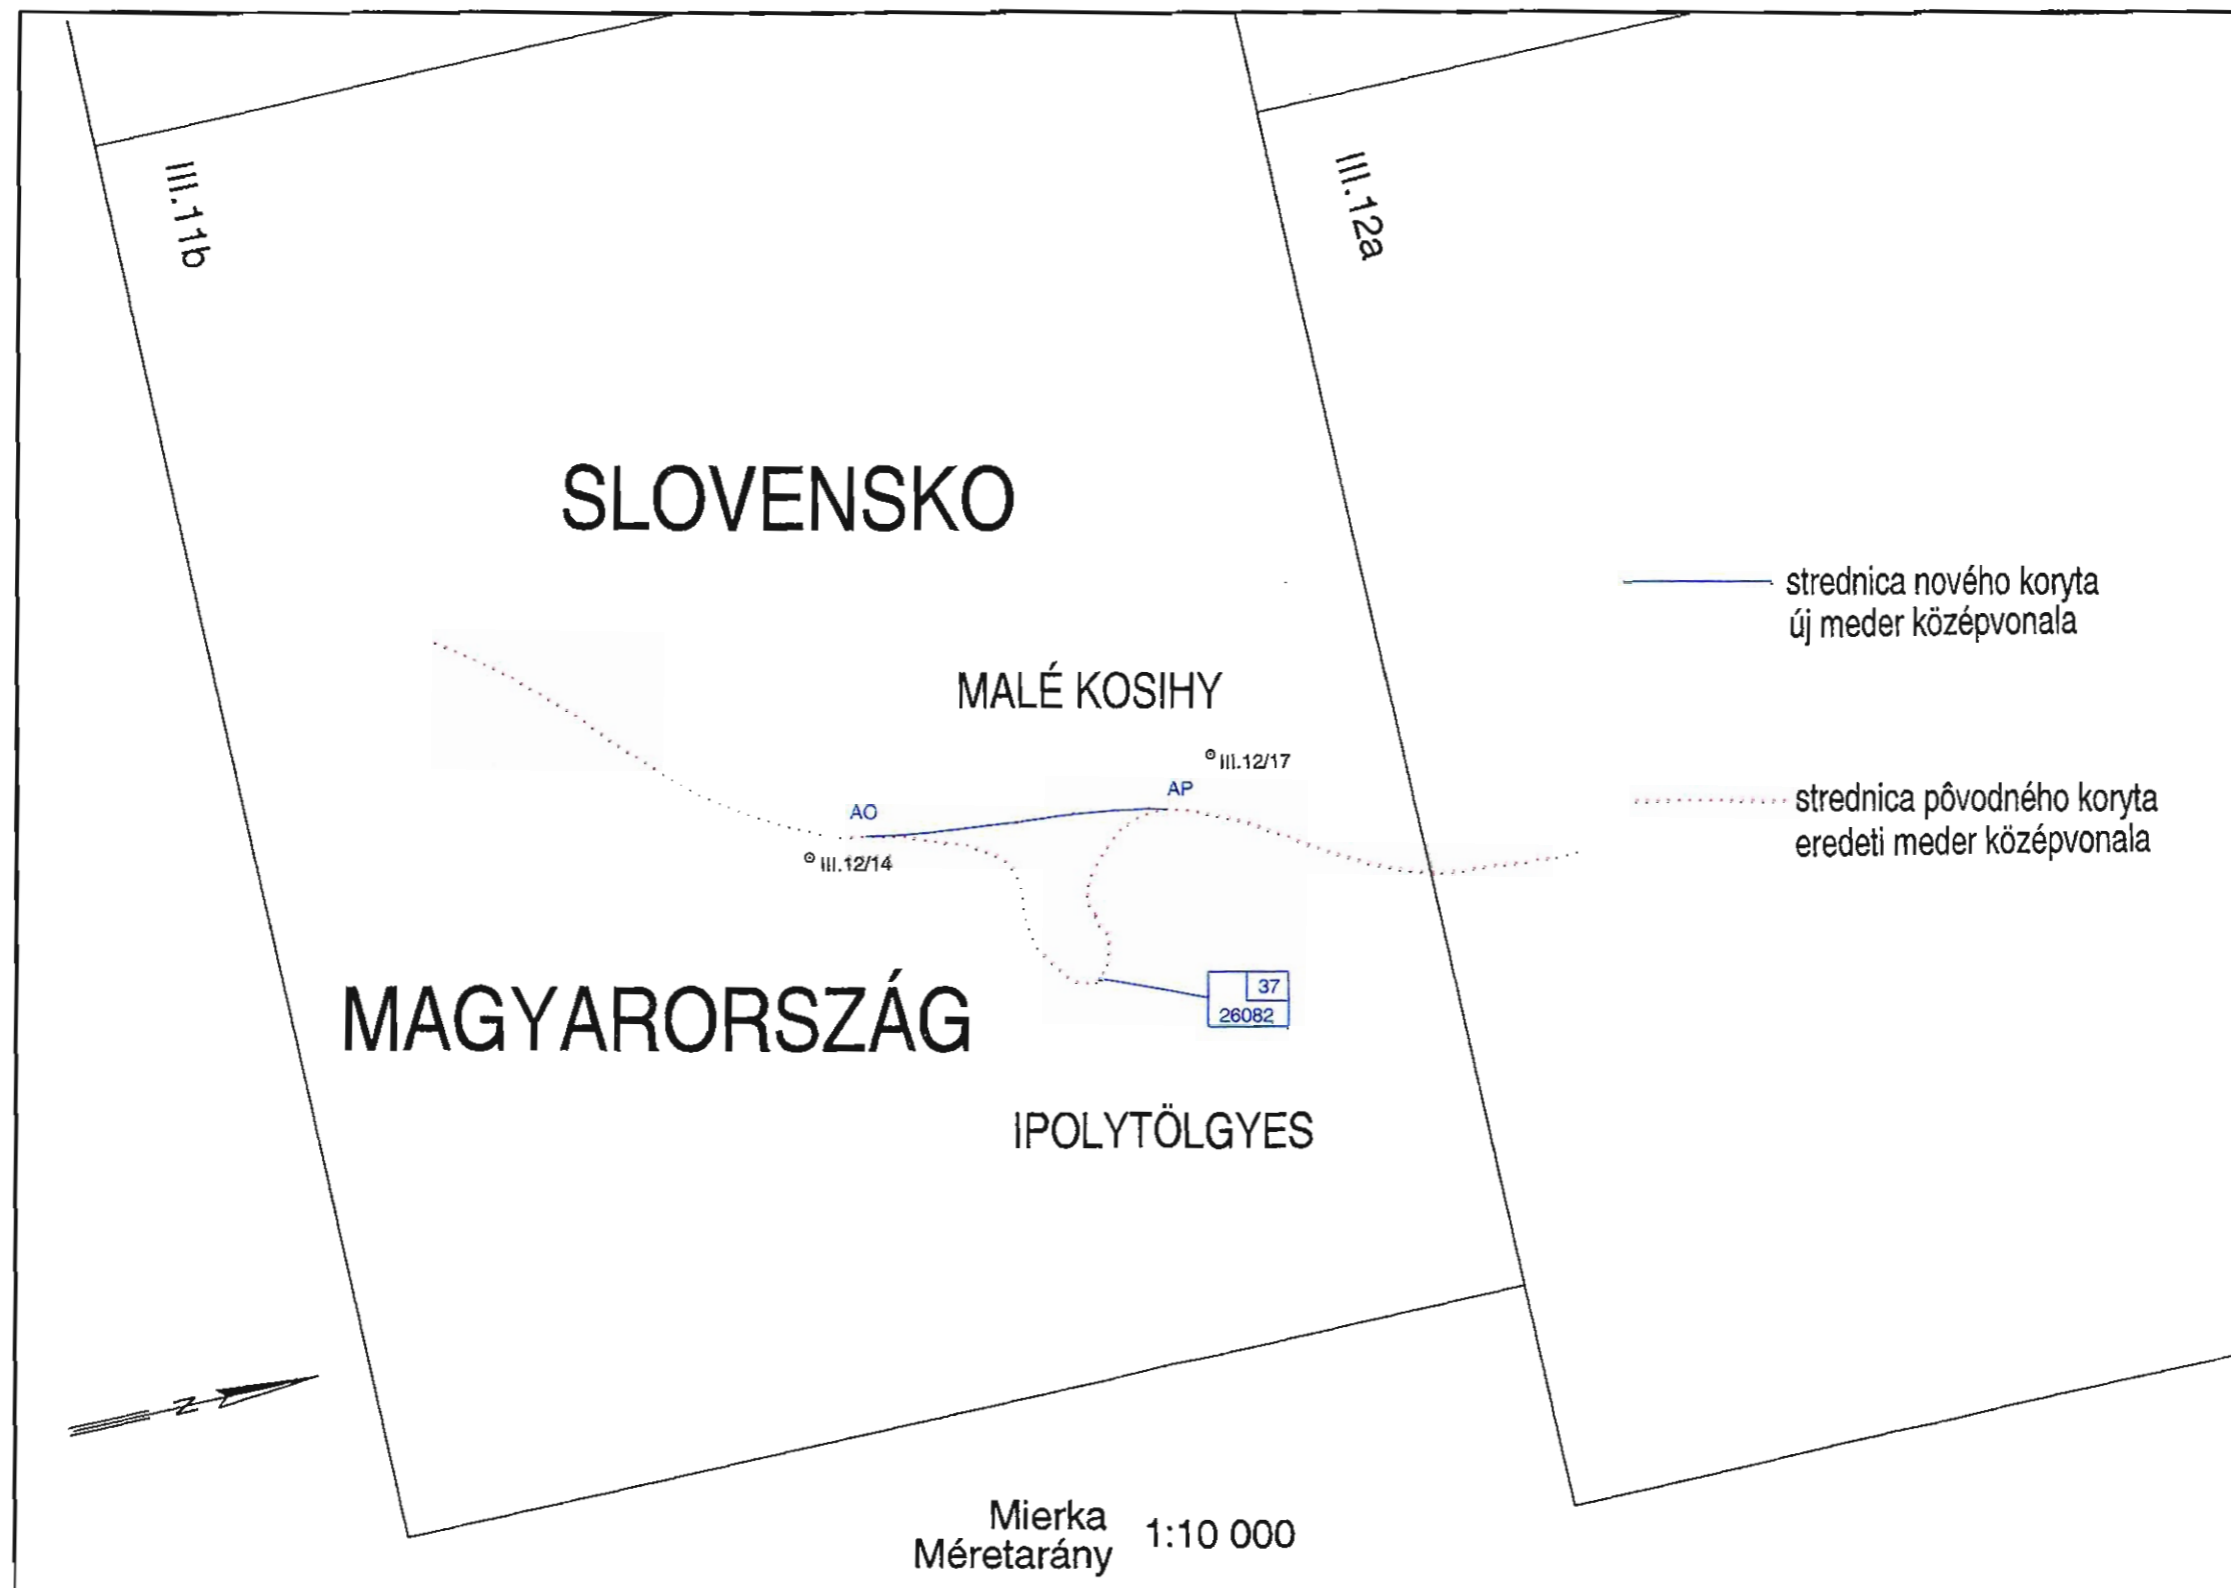 III.11b
III.12a
SLOVENSKO
strednica nového koryta
új meder középvonala
MALÉ KOSIHY
III.12/17
AP
AO
strednica pôvodného koryta
eredeti meder középvonala
III.12/14
MAGYARORSZÁG
37
26082
IPOLYTÖLGYES
N
Mierka
Méretarány
1:10 000